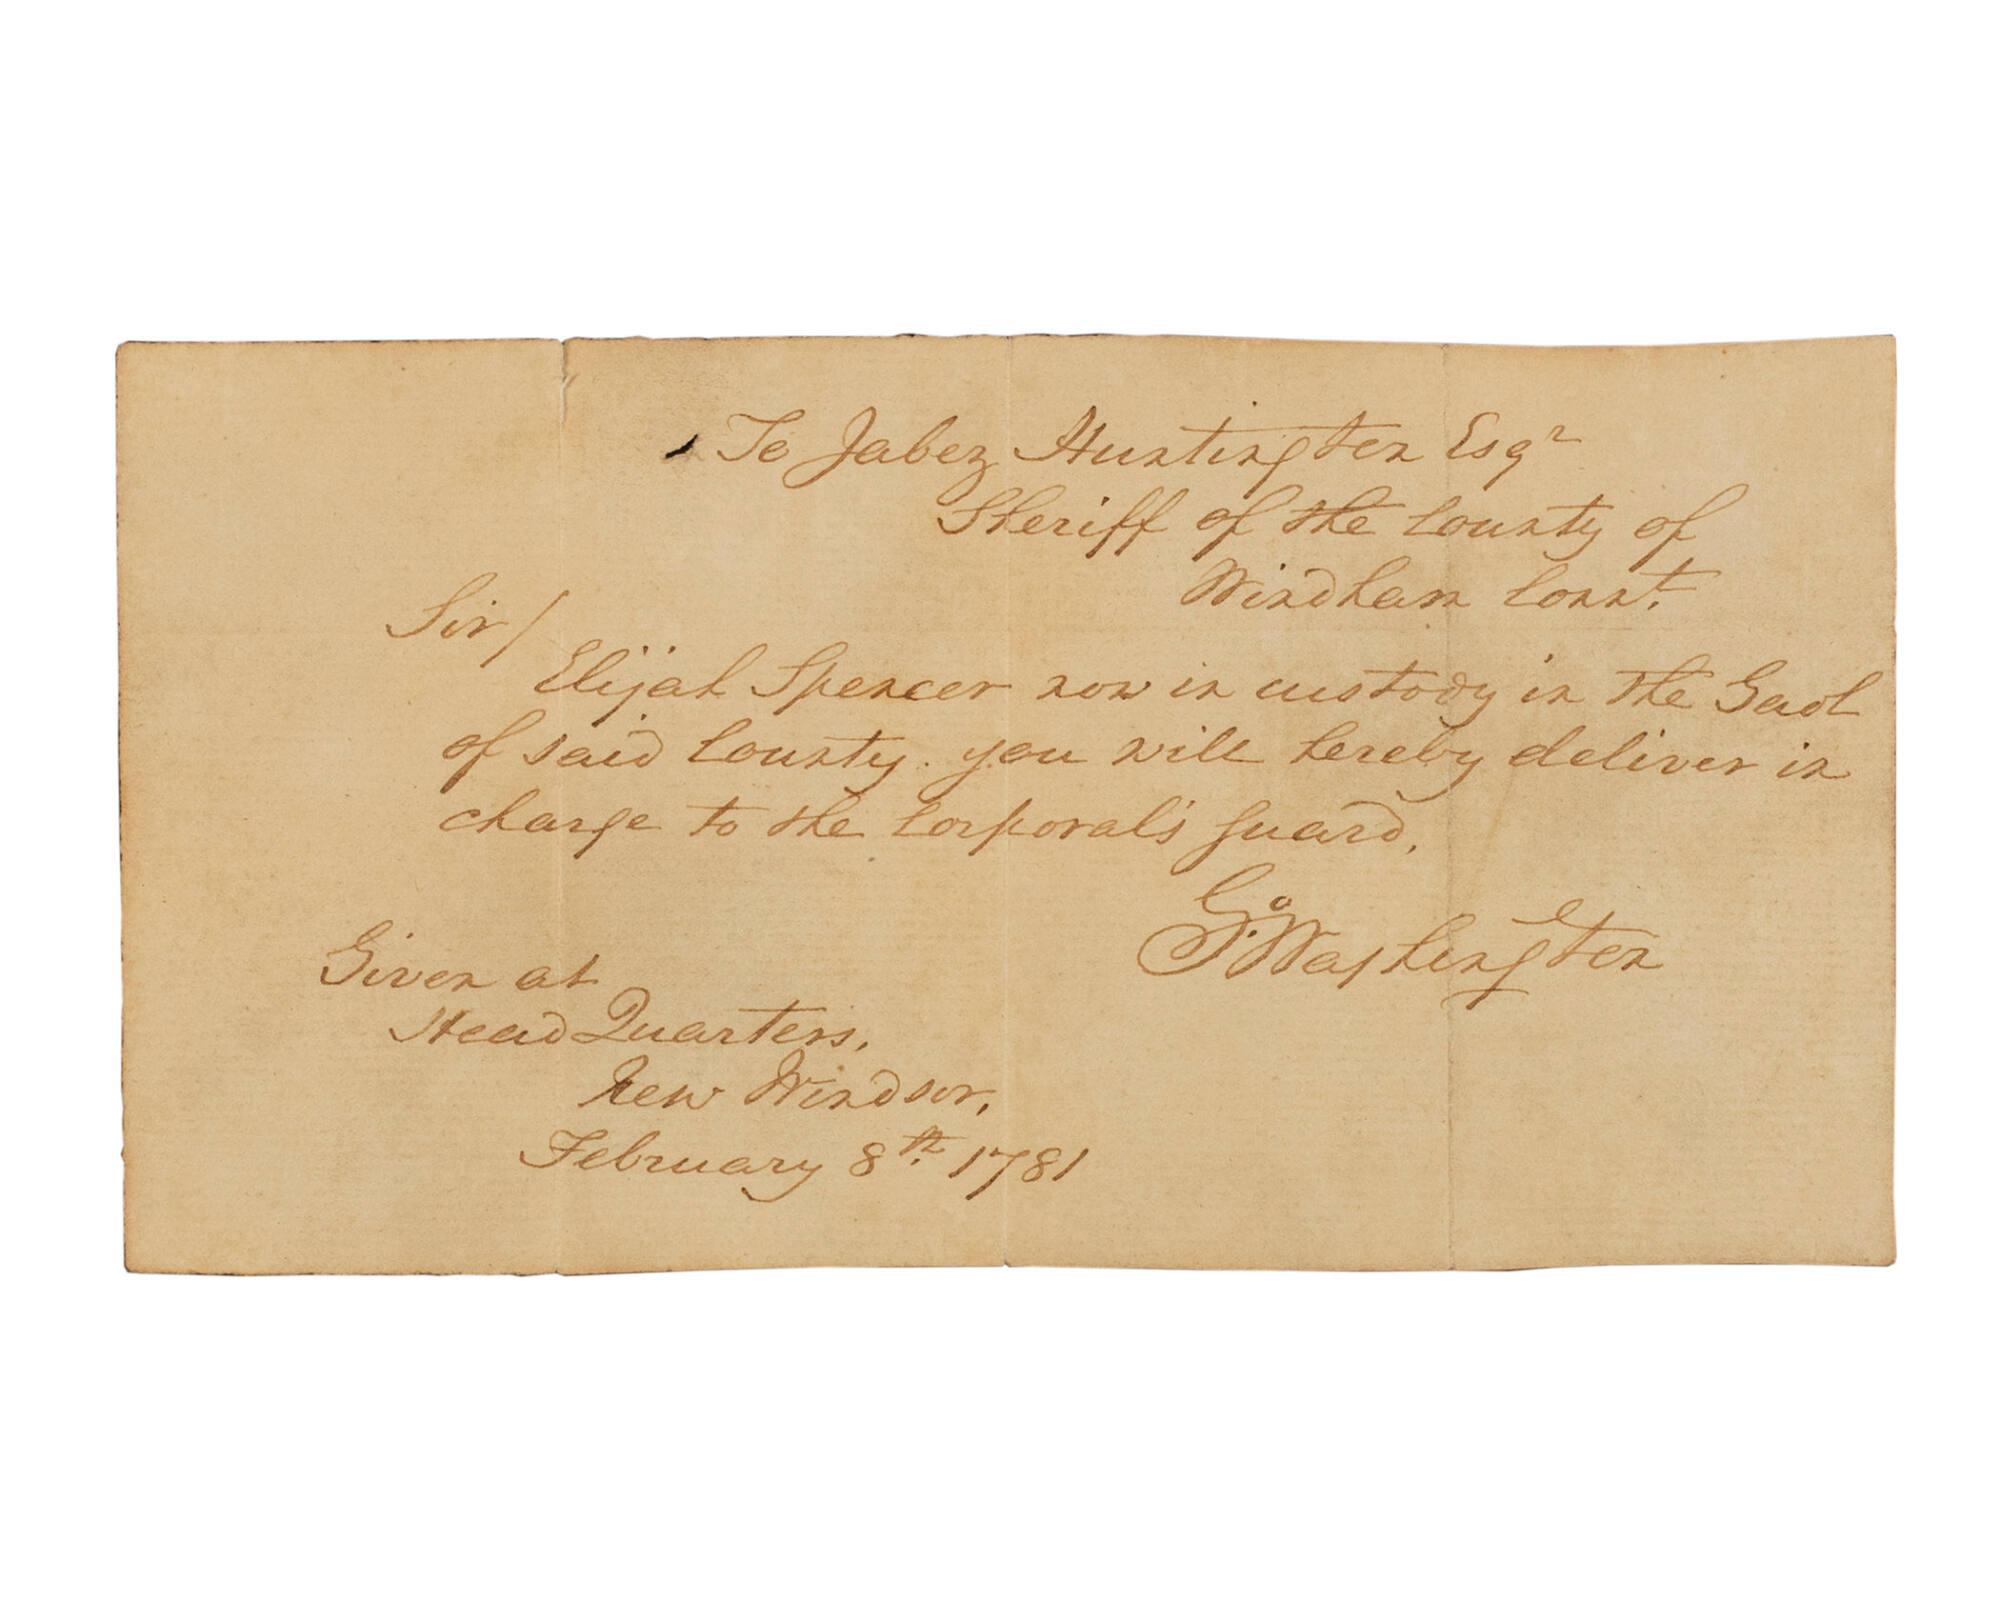 To Jabez Huntington Esqr
Sheriff of the County of
Windham Connt.
Sir/
Elijah Spencer now in custody in the Gaol
of said County. you will hereby deliver in
charge to the Corporal's guard.
Go. Washington
Given at
Head Quarters,
New Windsor,
February 8th. 1781